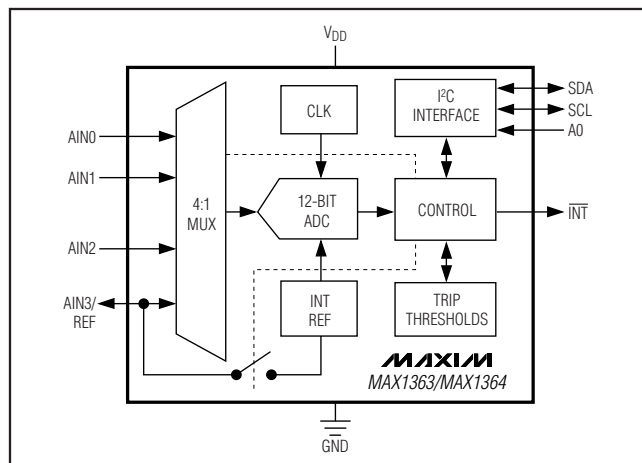 VDD
CLK
I²C
INTERFACE
SDA
SCL
A0
AIN0
AIN1
AIN2
AIN3/
REF
4:1
MUX
12-BIT
ADC
CONTROL
INT
INT
REF
TRIP
THRESHOLDS
MAXIM
MAX1363/MAX1364
GND